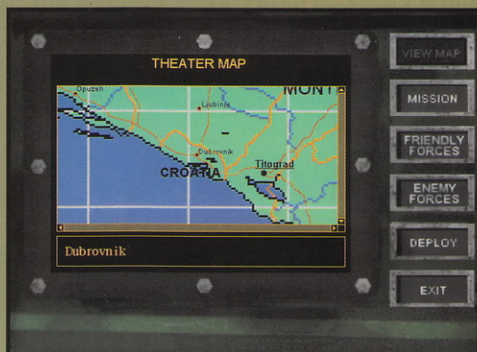 THEATER MAP
MONT
Opuzen
Ljubinje
Dubrovnik
CROATIA
Titograd
Dubrovnik
VIEW MAP
MISSION
FRIENDLY
FORCES
ENEMY
FORCES
DEPLOY
EXIT